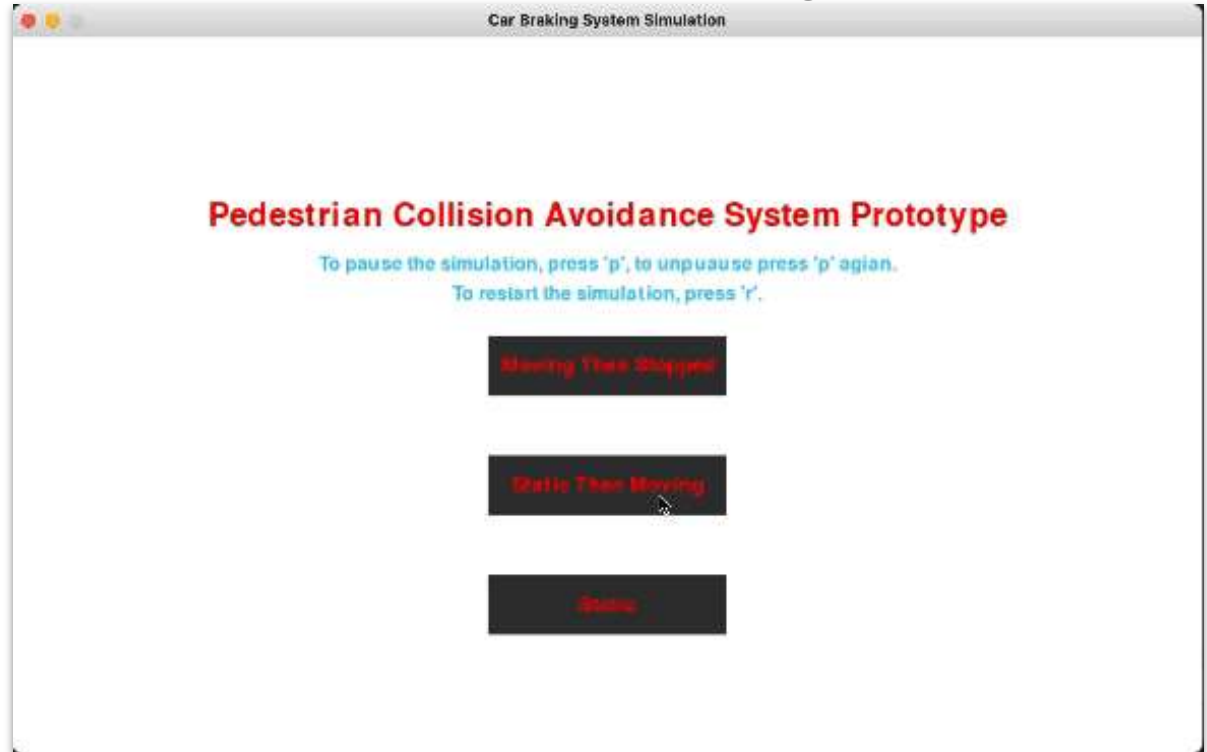 Car Braking System Simulation
Pedestrian Collision Avoidance System Prototype
To pause the simulation, press 'p', to unpuause press 'p' agian.
To restart the simulation, press 'r'.
Moving Then Stopped
Static Then Moving
Static